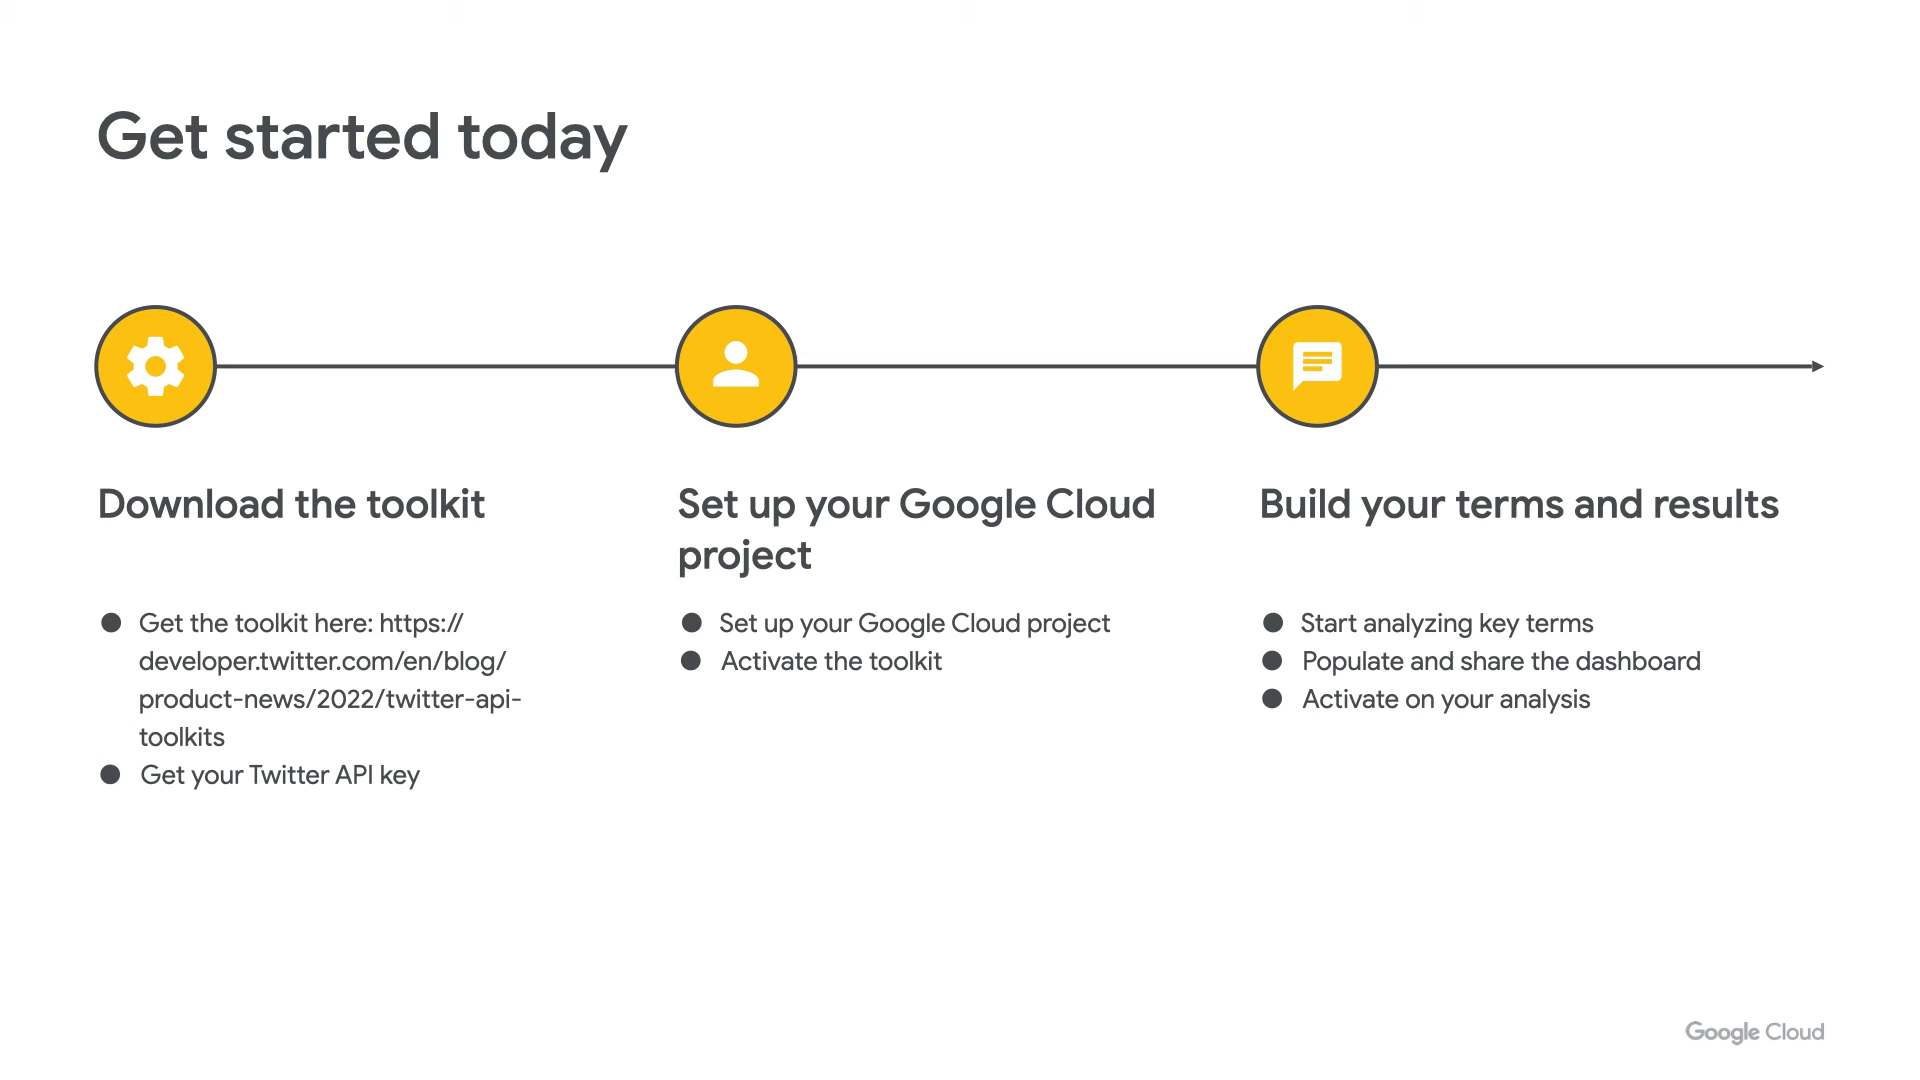 Get started today
Download the toolkit
● Get the toolkit here: https://
developer.twitter.com/en/blog/
product-news/2022/twitter-api-
toolkits
● Get your Twitter API key
Set up your Google Cloud
project
● Set up your Google Cloud project
● Activate the toolkit
Build your terms and results
● Start analyzing key terms
● Populate and share the dashboard
● Activate on your analysis
Google Cloud